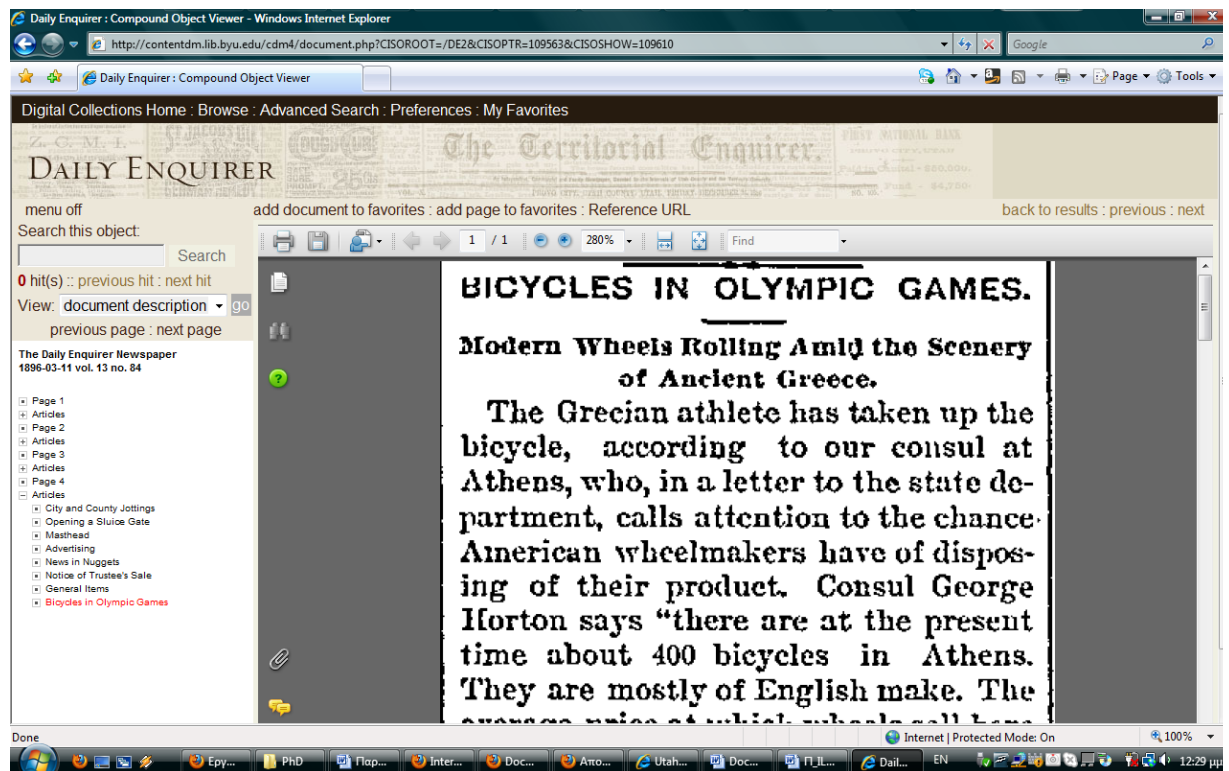 Daily Enquirer : Compound Object Viewer - Windows Internet Explorer
http://contentdm.lib.byu.edu/cdm4/document.php?CISOROOT=/DE2&CISOPTR=109563&CISOSHOW=109610
Google
Daily Enquirer : Compound Object Viewer
Page
Tools
Digital Collections Home : Browse : Advanced Search : Preferences : My Favorites
DAILY ENQUIRER
The Territorial Enquirer.
menu off
add document to favorites : add page to favorites : Reference URL
back to results : previous : next
Search this object:
Search
0 hit(s) :: previous hit : next hit
View: document description go
previous page : next page
1 / 1
280%
Find
The Daily Enquirer Newspaper
1896-03-11 vol. 13 no. 84
Page 1
Articles
Page 2
Articles
Page 3
Articles
Page 4
Articles
City and County Jottings
Opening a Sluice Gate
Masthead
Advertising
News in Nuggets
Notice of Trustee's Sale
General Items
Bicycles in Olympic Games
BICYCLES IN OLYMPIC GAMES.
Modern Wheels Rolling Amid the Scenery
of Ancient Greece.
The Grecian athlete has taken up the
bicycle, according to our consul at
Athens, who, in a letter to the state de-
partment, calls attention to the chance
American wheelmakers have of dispos-
ing of their product. Consul George
Horton says "there are at the present
time about 400 bicycles in Athens.
They are mostly of English make. The
Done
Internet | Protected Mode: On
100%
Εργ...
PhD
Παρ...
Inter...
Doc...
Απο...
Utah...
Doc...
Π_IL...
Dail...
EN
12:29 μμ